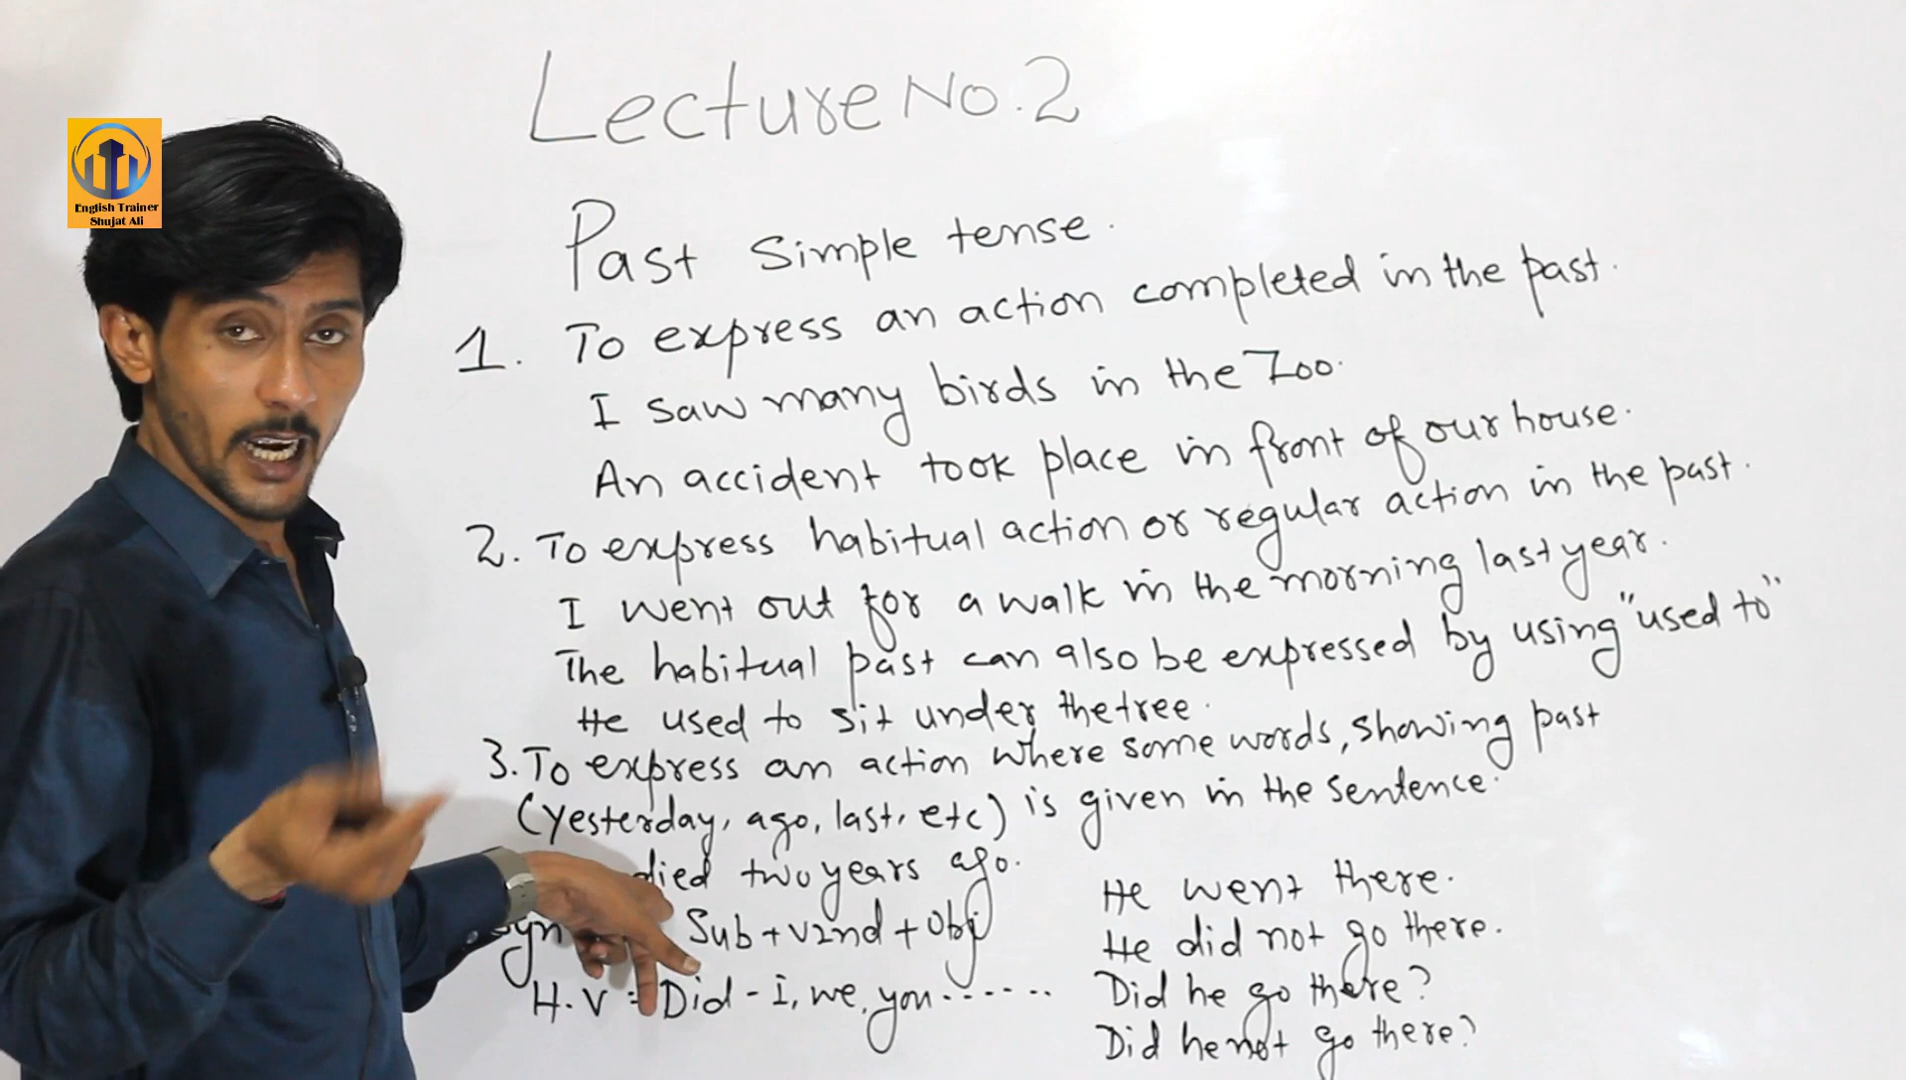 English Trainer
Shujat Ali
Lecture No. 2
Past Simple tense.
1. To express an action completed in the past.
I saw many birds in the Zoo.
An accident took place in front of our house.
2. To express habitual action or regular action in the past.
I went out for a walk in the morning last year.
The habitual past can also be expressed by using "used to"
He used to sit under the tree.
3. To express an action where some words, showing past
(yesterday, ago, last, etc) is given in the sentence.
died two years ago.
Sub + V2nd + Obj
H.V = Did - I, we, you.......
He went there.
He did not go there.
Did he go there?
Did he not go there?